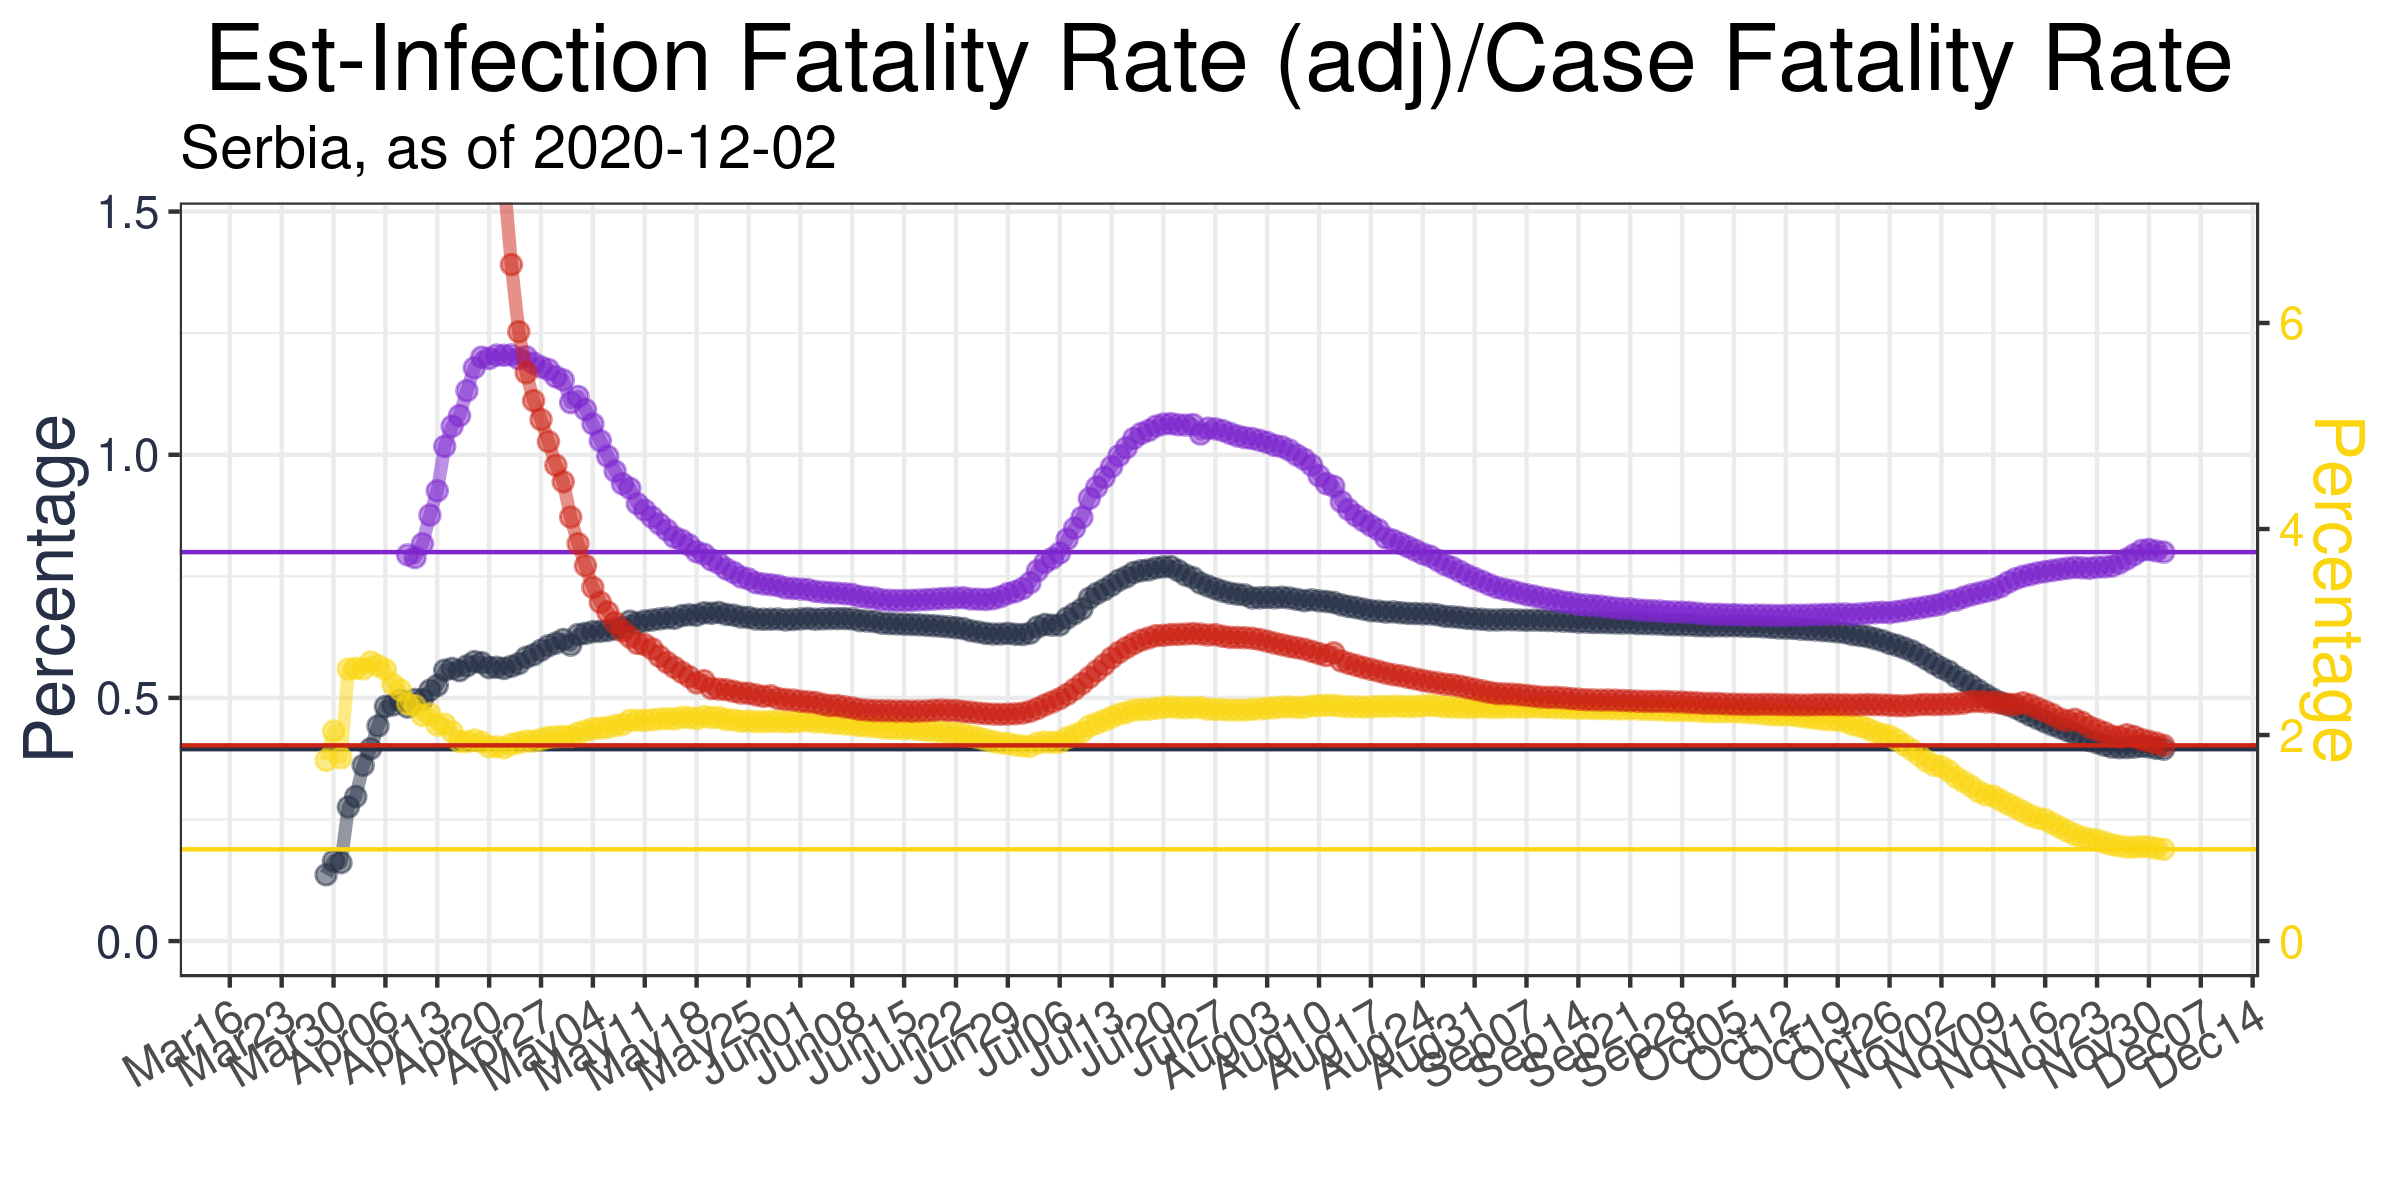 Est-Infection Fatality Rate (adj)/Case Fatality Rate
Serbia, as of 2020-12-02
Percentage
1.5
1.0
0.5
0.0
6
4
2
0
Percentage
Mar16
Mar23
Mar30
Apr06
Apr13
Apr20
Apr27
May04
May11
May18
May25
Jun01
Jun08
Jun15
Jun22
Jun29
Jul06
Jul13
Jul20
Jul27
Aug03
Aug10
Aug17
Aug24
Aug31
Sep07
Sep14
Sep21
Sep28
Oct05
Oct12
Oct19
Oct26
Nov02
Nov09
Nov16
Nov23
Nov30
Dec07
Dec14